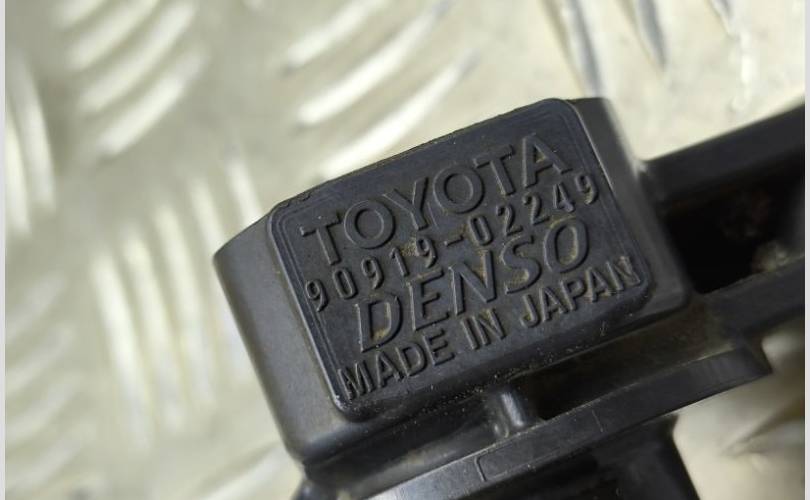 TOYOTA
90919-02249
DENSO
MADE IN JAPAN